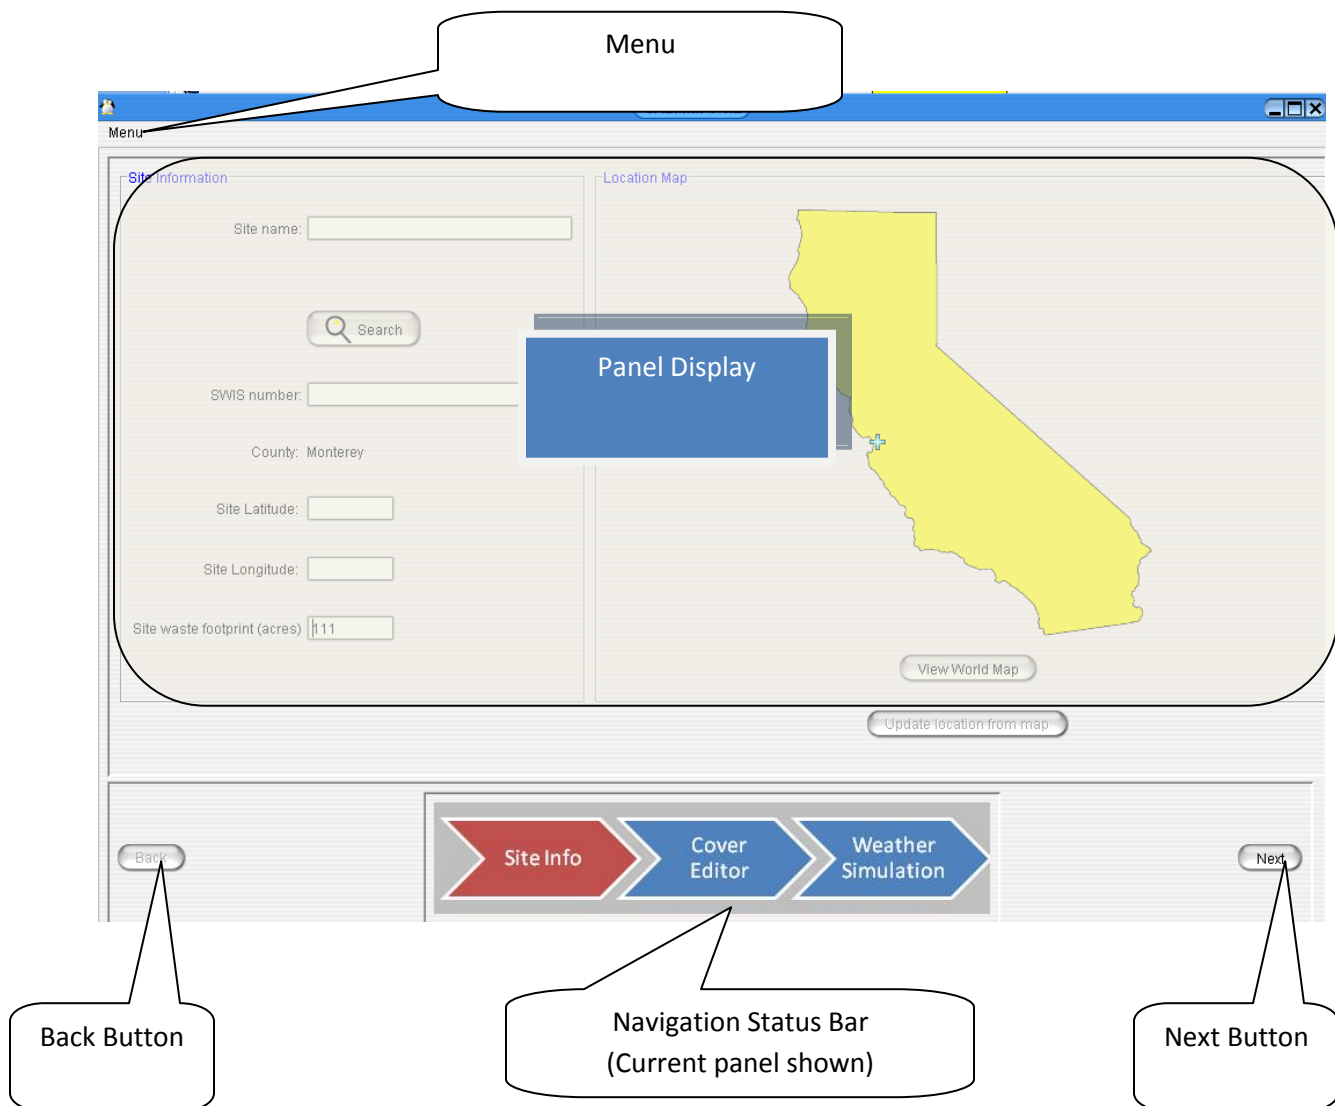 Menu
Menu
Site Information
Location Map
Site name:
Search
Panel Display
SWIS number:
County: Monterey
Site Latitude:
Site Longitude:
Site waste footprint (acres) 111
View World Map
Update location from map
Back
Site Info
Cover
Editor
Weather
Simulation
Next
Back Button
Navigation Status Bar
(Current panel shown)
Next Button